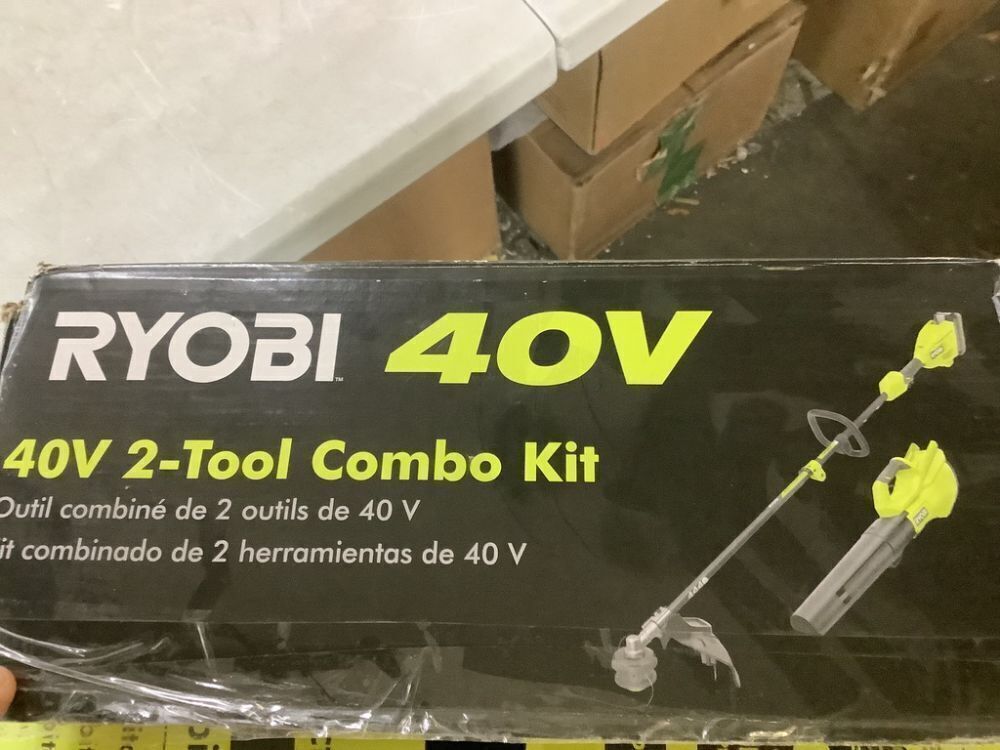 RYOBI™ 40V
40V 2-Tool Combo Kit
Outil combiné de 2 outils de 40 V
it combinado de 2 herramientas de 40 V
RYOBI